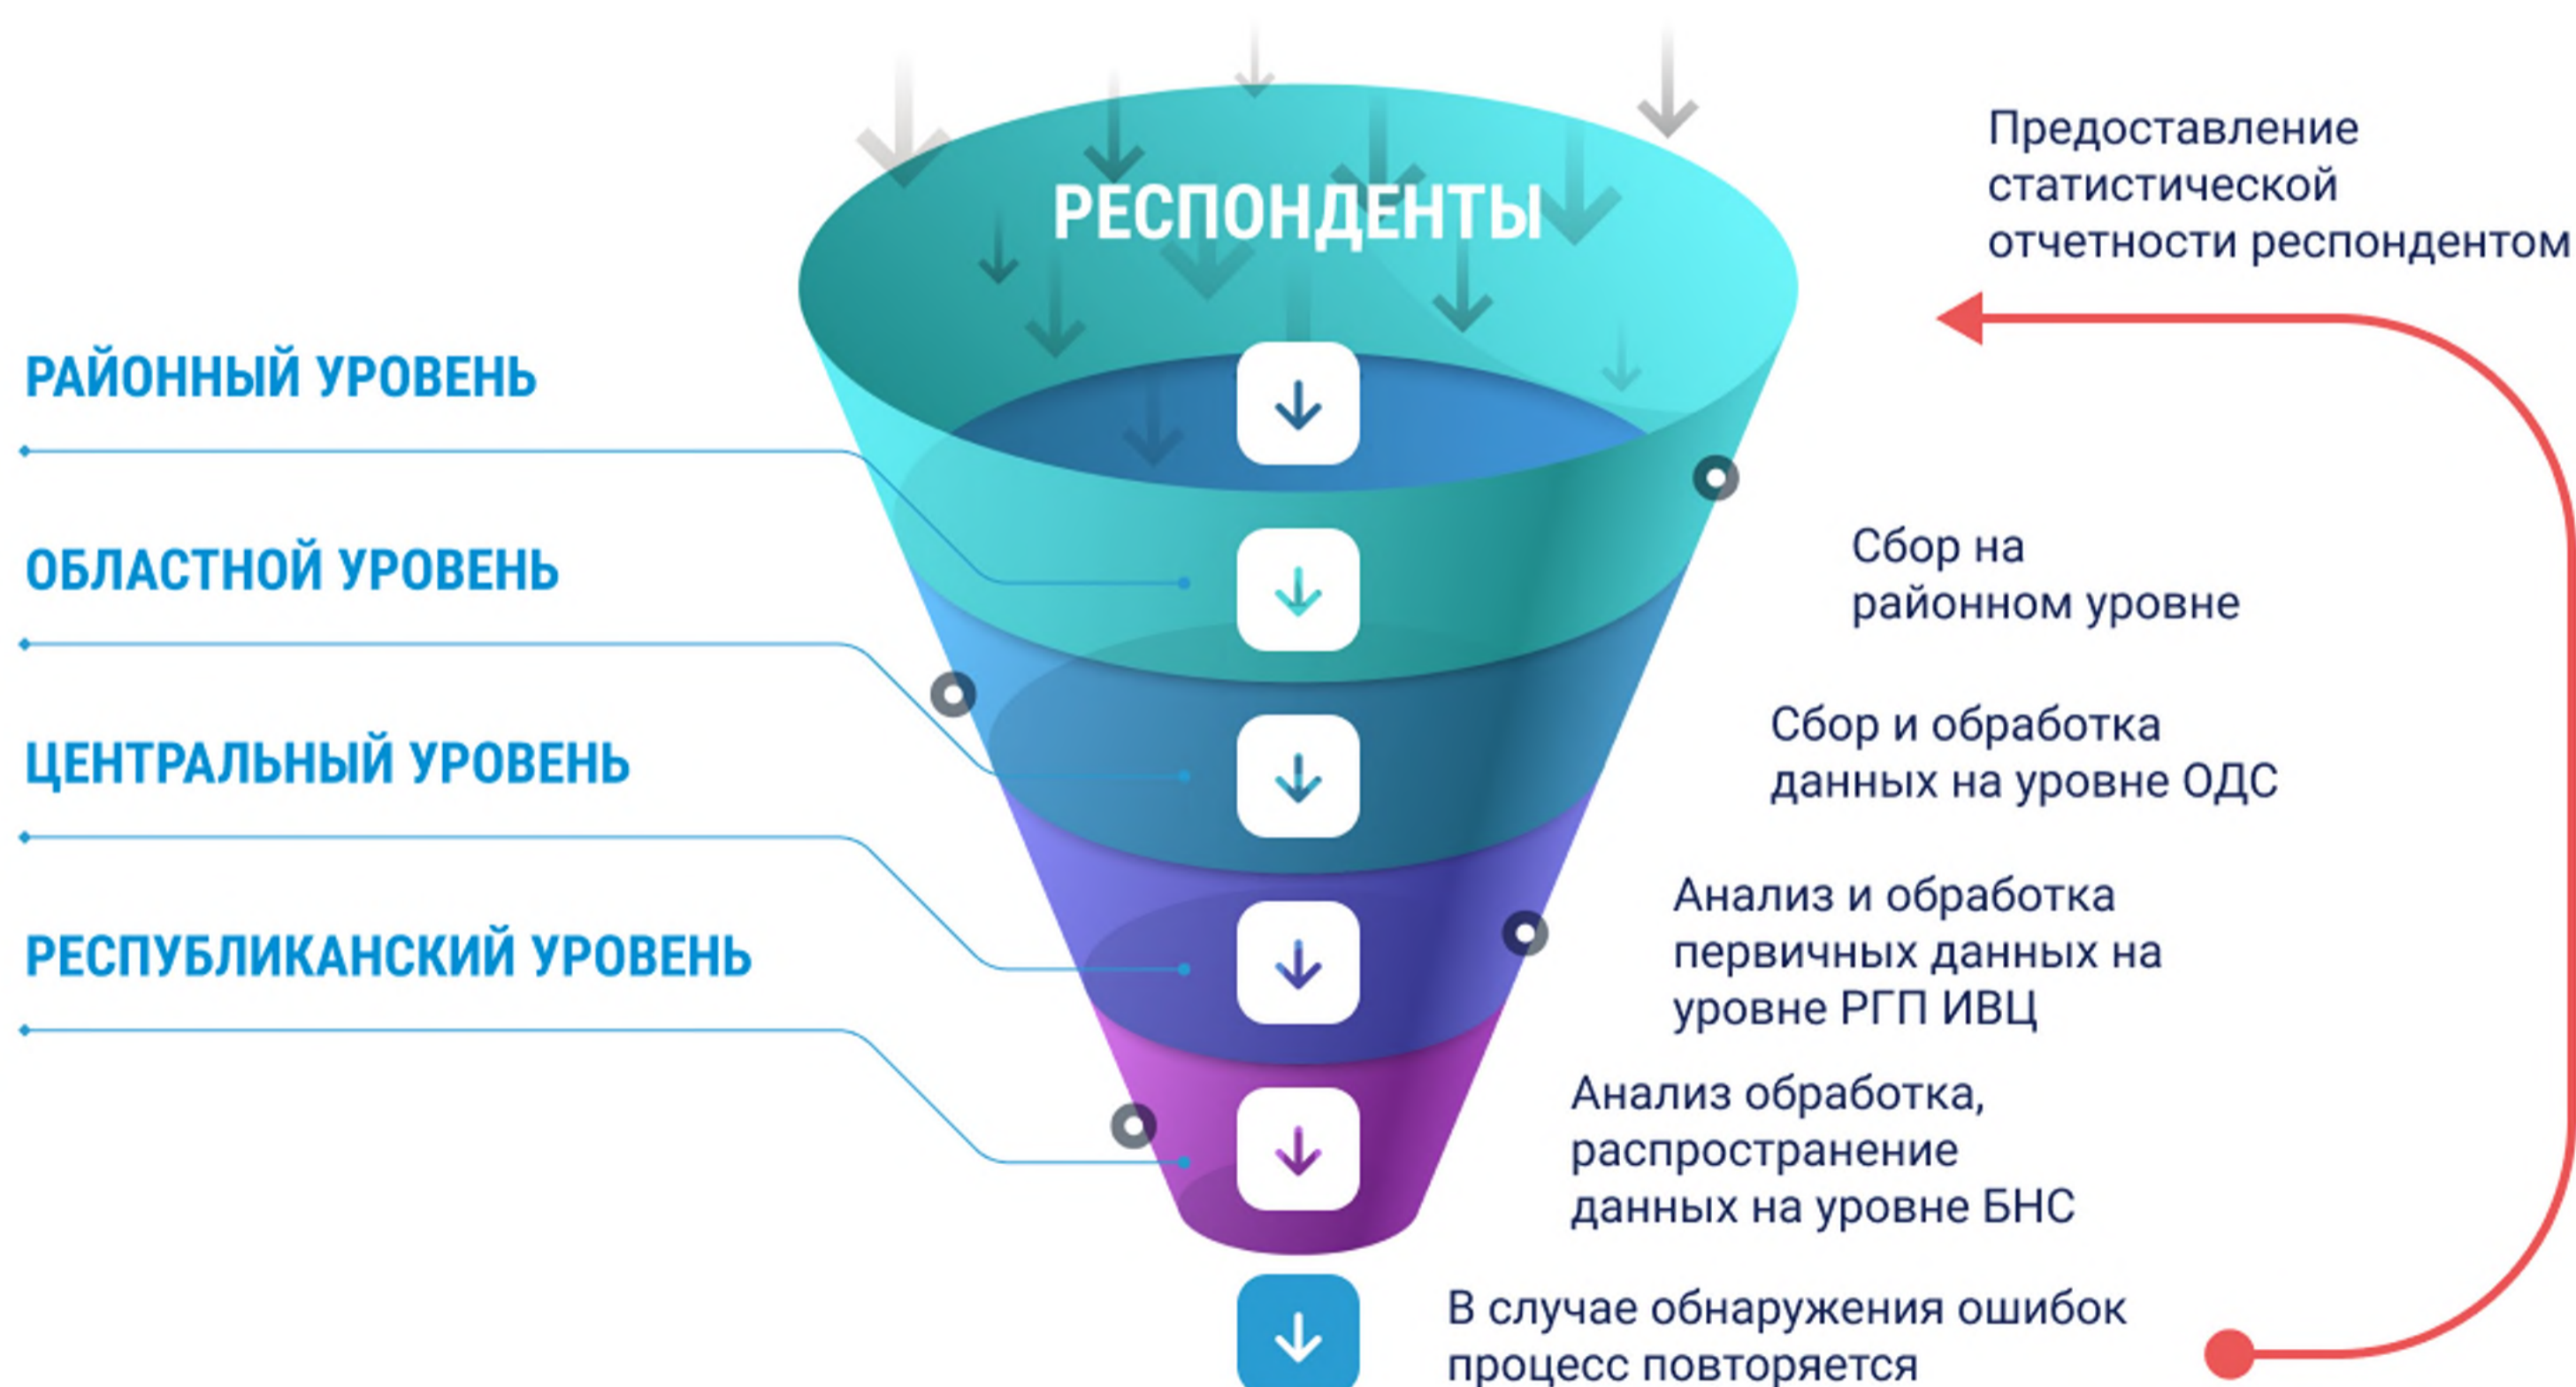 РЕСПОНДЕНТЫ
Предоставление
статистической
отчетности респондентом
РАЙОННЫЙ УРОВЕНЬ
Сбор на
районном уровне
ОБЛАСТНОЙ УРОВЕНЬ
Сбор и обработка
данных на уровне ОДС
ЦЕНТРАЛЬНЫЙ УРОВЕНЬ
Анализ и обработка
первичных данных на
уровне РГП ИВЦ
РЕСПУБЛИКАНСКИЙ УРОВЕНЬ
Анализ обработка,
распространение
данных на уровне БНС
В случае обнаружения ошибок
процесс повторяется